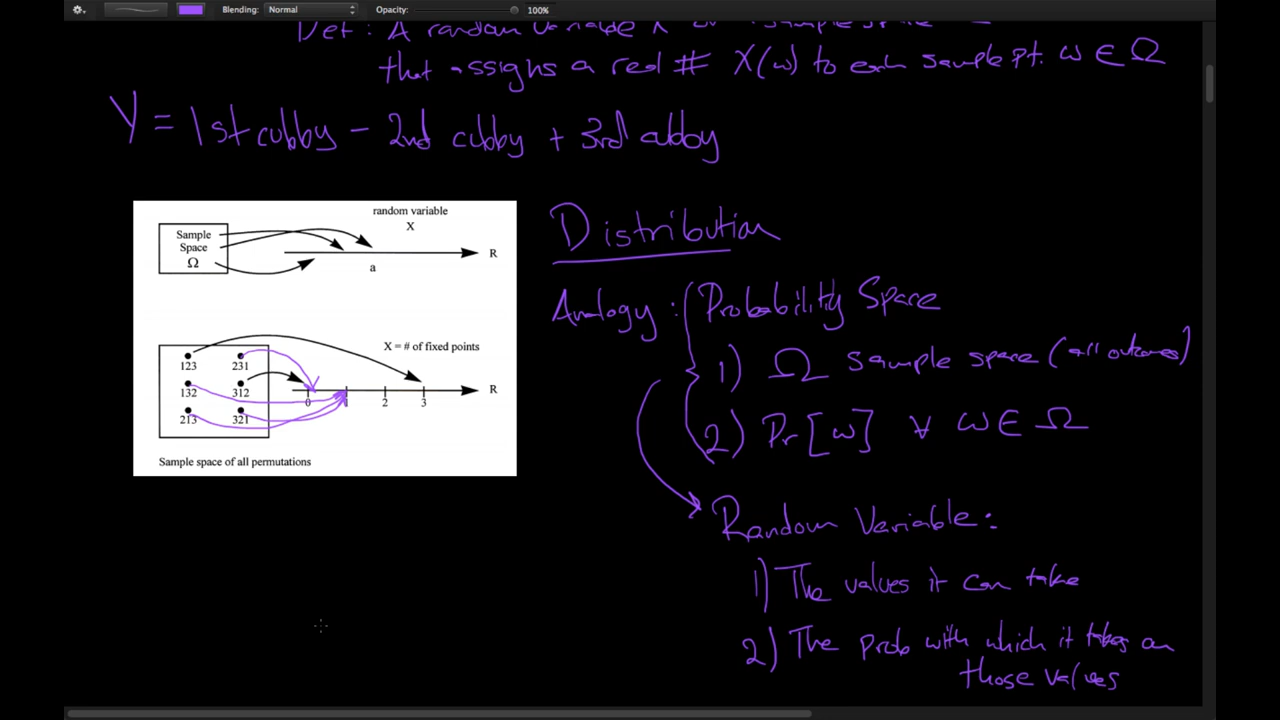 Blending: Normal Opacity: 100%
Def: A random variable X
that assigns a real # X(ω) to each sample pt. ω ∈ Ω
Y = 1st cubby - 2nd cubby + 3rd cubby
random variable
X
Sample
Space
Ω
R
a
X = # of fixed points
123 231
132 312
213 321
R
0 2 3
Sample space of all permutations
Distribution
Analogy: Probability Space
1) Ω sample space (all outcomes)
2) Pr[ω] ∀ ω ∈ Ω
Random Variable:
1) The values it can take
2) The prob with which it takes on
those values